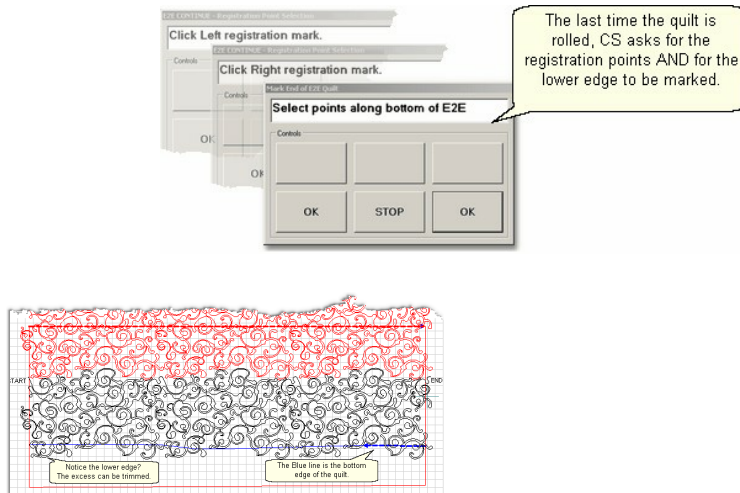 E2E CONTINUE - Registration Point Selection
Click Left registration mark.
Controls
OK
E2E CONTINUE - Registration Point Selection
Click Right registration mark.
Controls
OK
Mark End of E2E Quilt
Select points along bottom of E2E
Controls
OK STOP OK
The last time the quilt is
rolled, CS asks for the
registration points AND for the
lower edge to be marked.
TART
END
Notice the lower edge?
The excess can be trimmed.
The Blue line is the bottom
edge of the quilt.